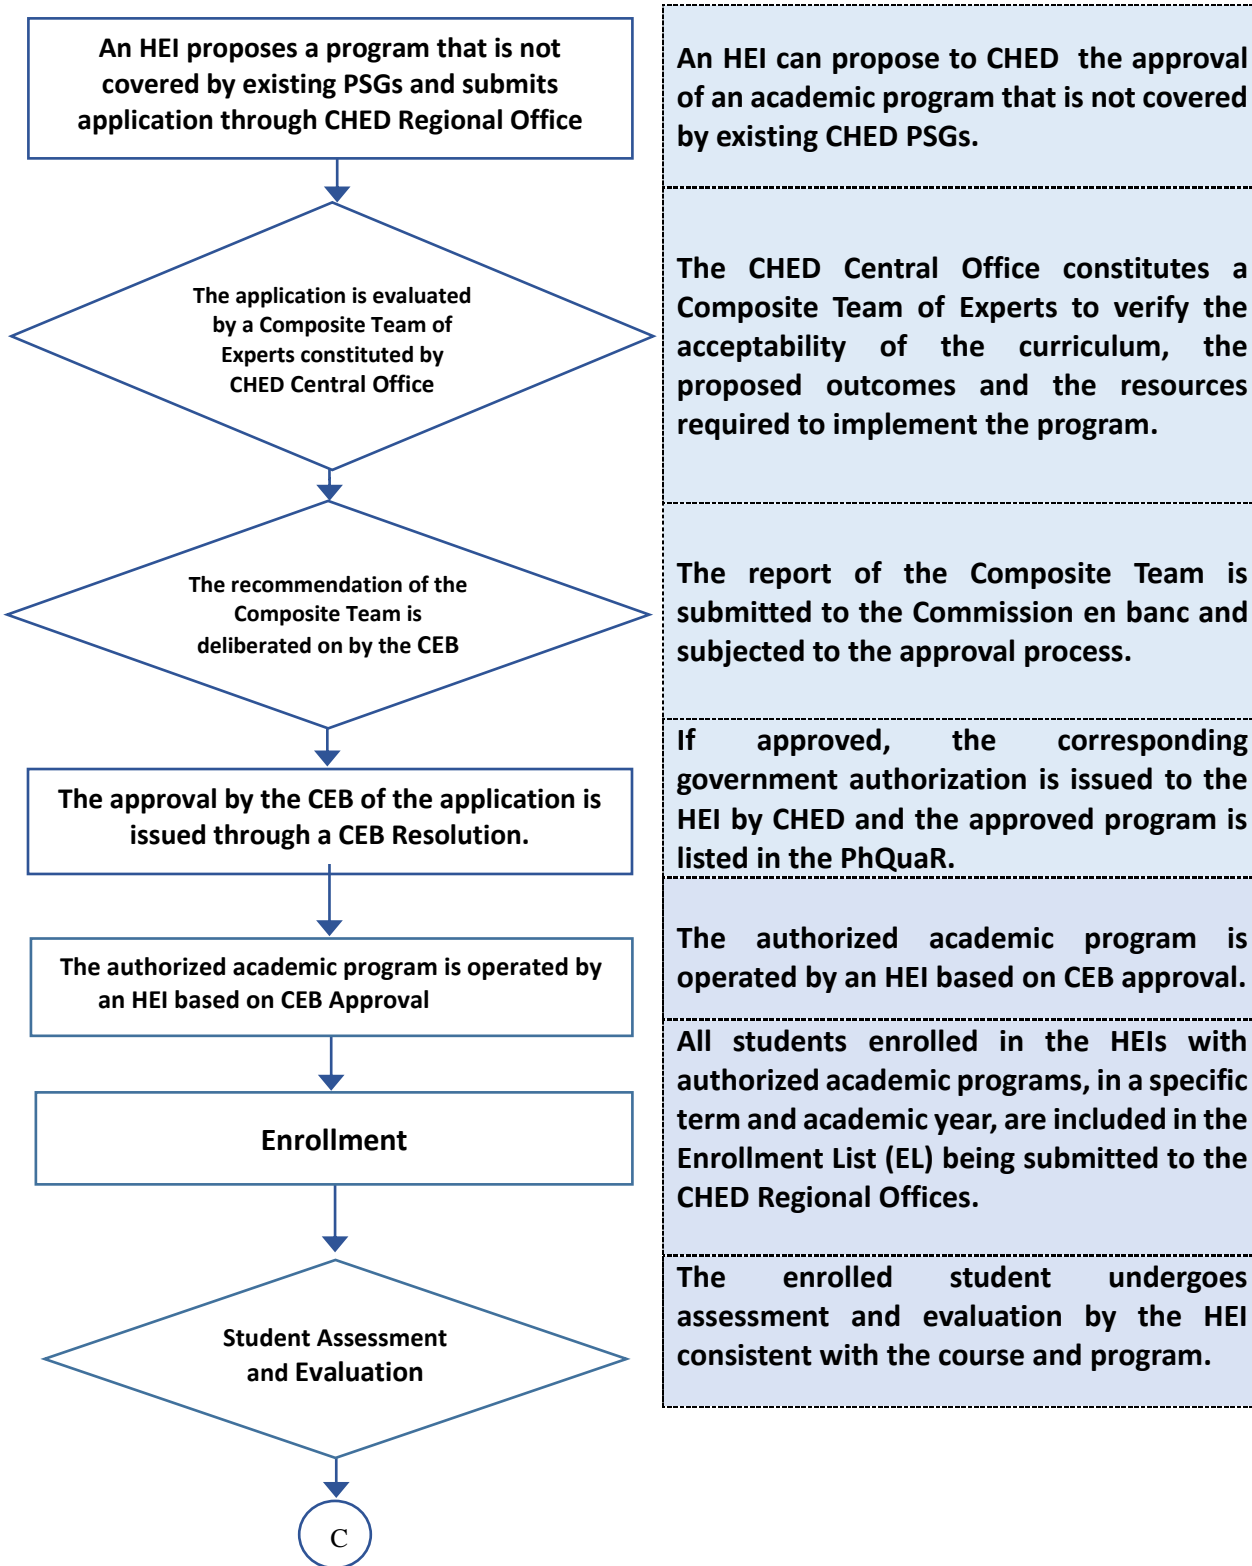 An HEI proposes a program that is not
covered by existing PSGs and submits
application through CHED Regional Office
An HEI can propose to CHED the approval
of an academic program that is not covered
by existing CHED PSGs.
The application is evaluated
by a Composite Team of
Experts constituted by
CHED Central Office
The CHED Central Office constitutes a
Composite Team of Experts to verify the
acceptability of the curriculum, the
proposed outcomes and the resources
required to implement the program.
The recommendation of the
Composite Team is
deliberated on by the CEB
The report of the Composite Team is
submitted to the Commission en banc and
subjected to the approval process.
The approval by the CEB of the application is
issued through a CEB Resolution.
If approved, the corresponding
government authorization is issued to the
HEI by CHED and the approved program is
listed in the PhQuaR.
The authorized academic program is operated by
an HEI based on CEB Approval
The authorized academic program is
operated by an HEI based on CEB approval.
Enrollment
All students enrolled in the HEIs with
authorized academic programs, in a specific
term and academic year, are included in the
Enrollment List (EL) being submitted to the
CHED Regional Offices.
Student Assessment
and Evaluation
The enrolled student undergoes
assessment and evaluation by the HEI
consistent with the course and program.
C